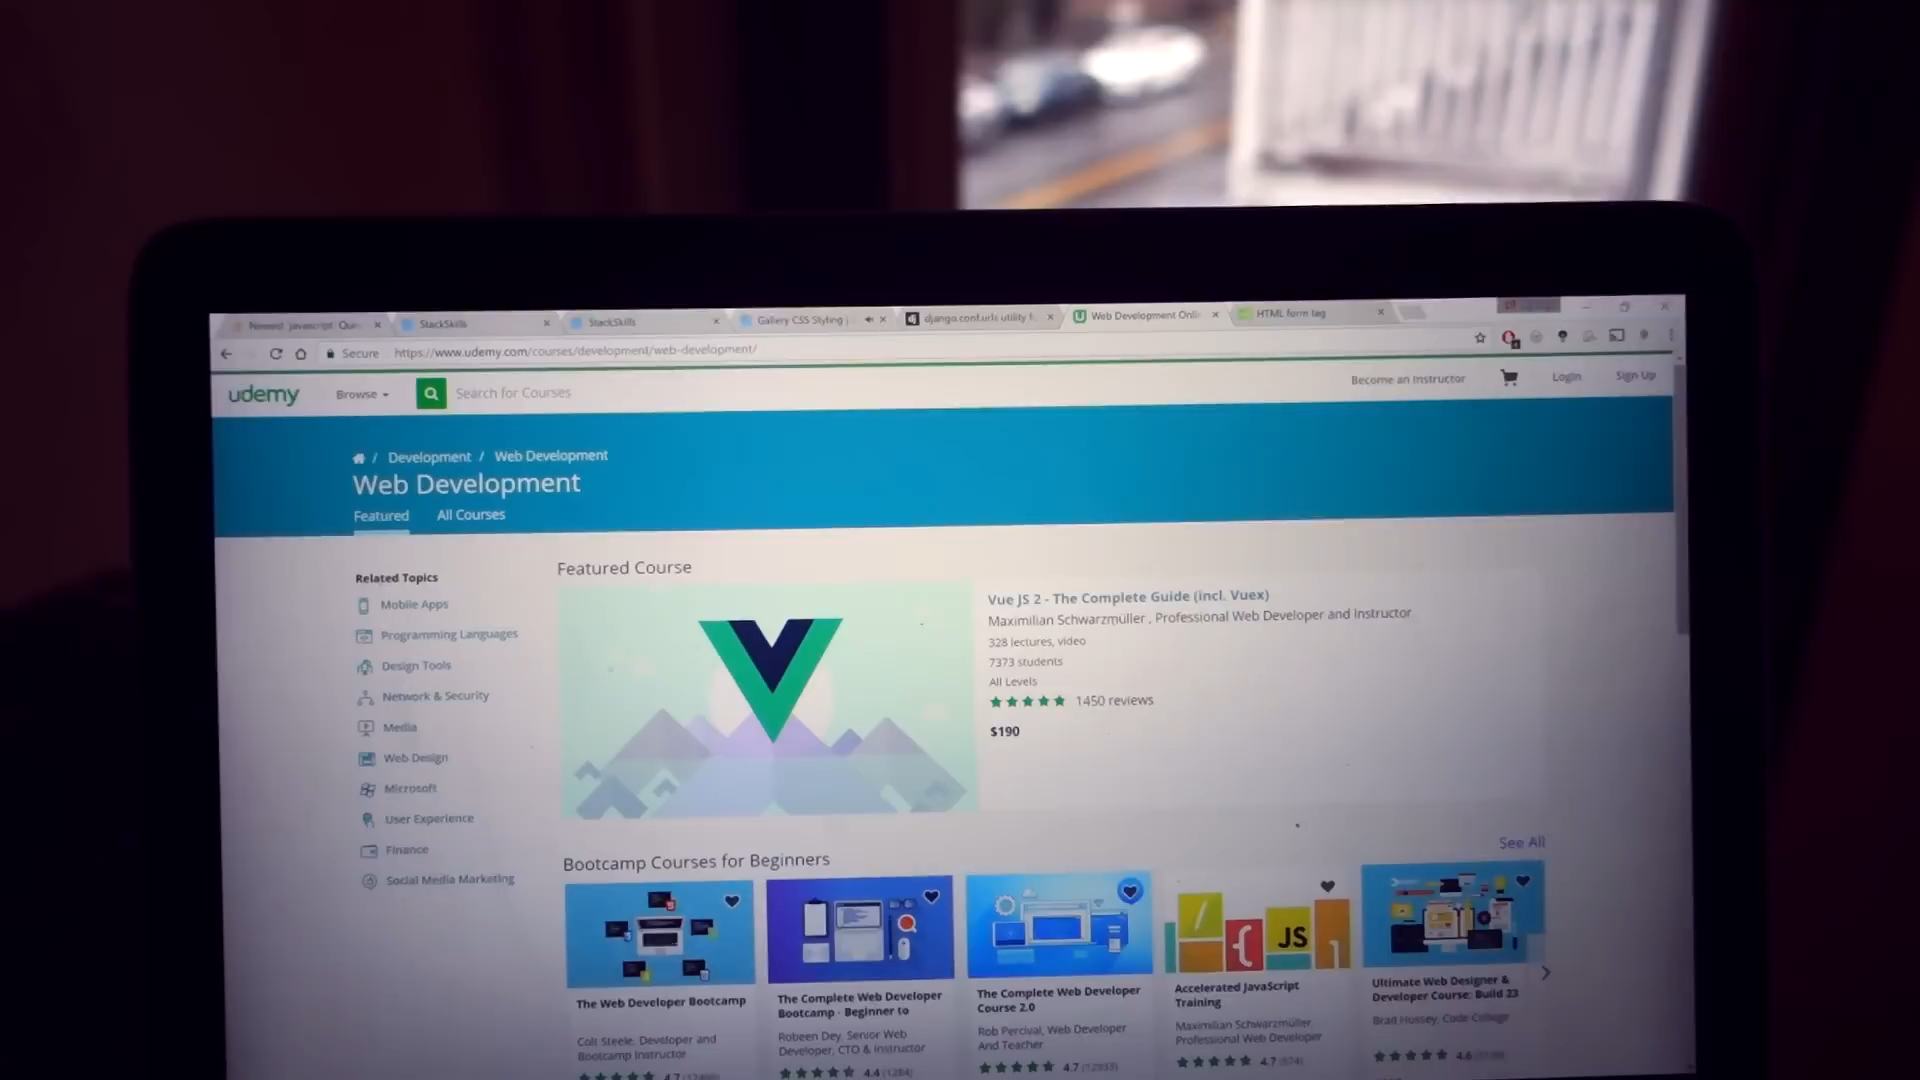 Newest 'javascript' Que
StackSkills
StackSkills
Gallery CSS Styling |
dj
django.conf.urls utility f
Web Development Onli
HTML form tag
Secure
https://www.udemy.com/courses/development/web-development/
udemy
Browse
Search for Courses
Become an Instructor
Login
Sign Up
/ Development / Web Development
Web Development
Featured
All Courses
Related Topics
Mobile Apps
Programming Languages
Design Tools
Network & Security
Media
Web Design
Microsoft
User Experience
Finance
Social Media Marketing
Featured Course
Vue JS 2 - The Complete Guide (incl. Vuex)
Maximilian Schwarzmüller , Professional Web Developer and Instructor
328 lectures, video
7373 students
All Levels
1450 reviews
$190
Bootcamp Courses for Beginners
See All
The Web Developer Bootcamp
Colt Steele, Developer and
Bootcamp Instructor
4.7
The Complete Web Developer
Bootcamp - Beginner to
Robeen Dey, Senior Web
Developer, CTO & Instructor
4.4 (1284)
The Complete Web Developer
Course 2.0
Rob Percival, Web Developer
And Teacher
4.7
{
JS
Accelerated JavaScript
Training
Maximilian Schwarzmüller,
Professional Web Developer
4.7 (574)
Ultimate Web Designer &
Developer Course: Build 23
Brad Hussey, Code College
4.6